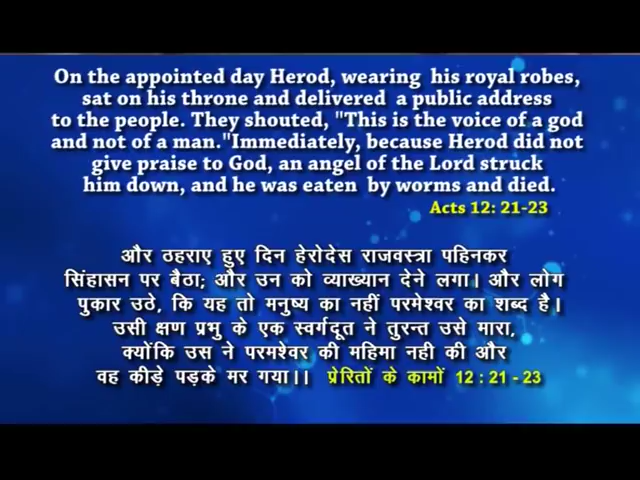 On the appointed day Herod, wearing his royal robes,
sat on his throne and delivered a public address
to the people. They shouted, "This is the voice of a god
and not of a man."Immediately, because Herod did not
give praise to God, an angel of the Lord struck
him down, and he was eaten by worms and died.
Acts 12: 21-23
और ठहराए हुए दिन हेरोदेस राजवस्त्रा पहिनकर
सिंहासन पर बैठा; और उन को व्याख्यान देने लगा। और लोग
पुकार उठे, कि यह तो मनुष्य का नहीं परमेश्वर का शब्द है।
उसी क्षण प्रभु के एक स्वर्गदूत ने तुरन्त उसे मारा,
क्योंकि उस ने परमश्वेर की महिमा नही की और
वह कीड़े पड़के मर गया।। प्रेरितों के कामों 12 : 21 - 23